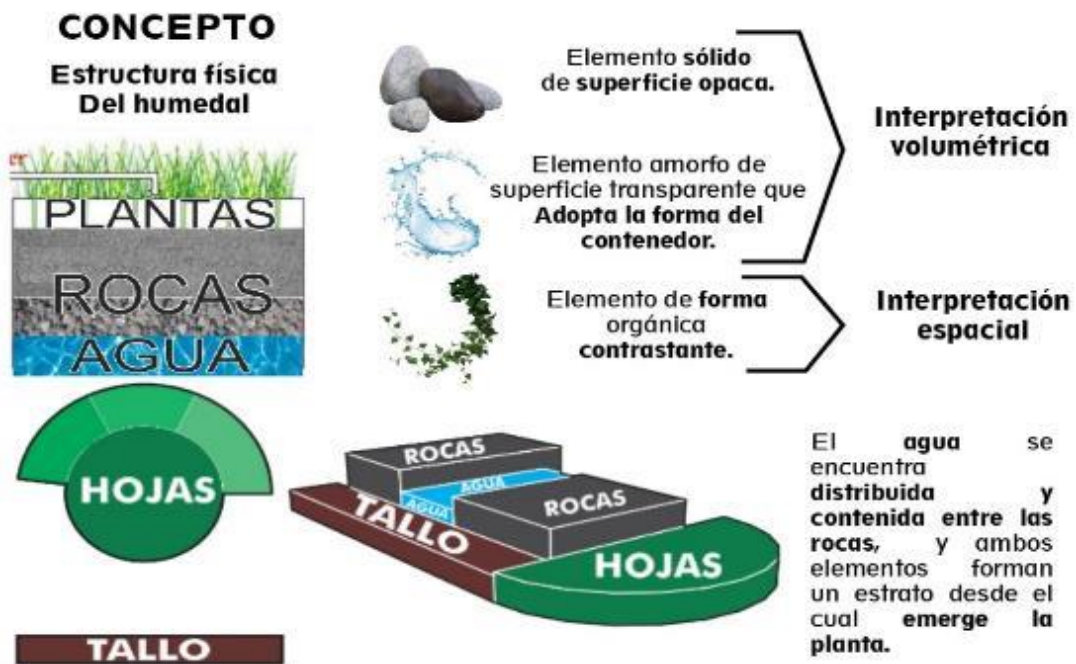 CONCEPTO
Estructura física
Del humedal
PLANTAS
ROCAS
AGUA
Elemento sólido
de superficie opaca.
Elemento amorfo de
superficie transparente que
Adopta la forma del
contenedor.
Elemento de forma
orgánica
contrastante.
Interpretación
volumétrica
Interpretación
espacial
HOJAS
TALLO
ROCAS
AGUA
AGUA
ROCAS
TALLO
HOJAS
El agua se
encuentra
distribuida y
contenida entre las
rocas, y ambos
elementos forman
un estrato desde el
cual emerge la
planta.